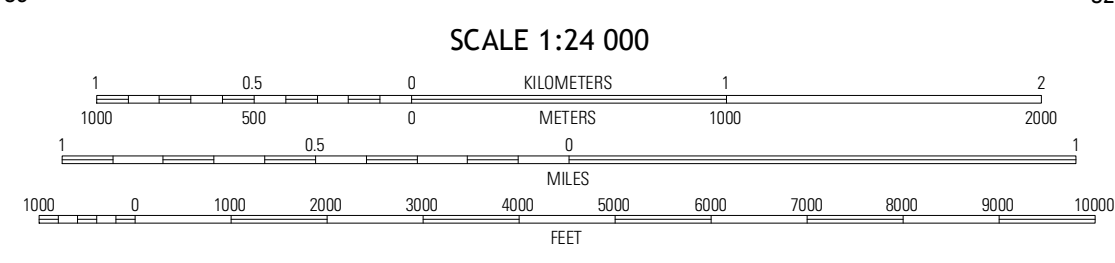 SCALE 1:24 000
1 0.5 0 KILOMETERS 1 2
1000 500 0 METERS 1000 2000
1 0.5 0 1
MILES
1000 0 1000 2000 3000 4000 5000 6000 7000 8000 9000 10000
FEET